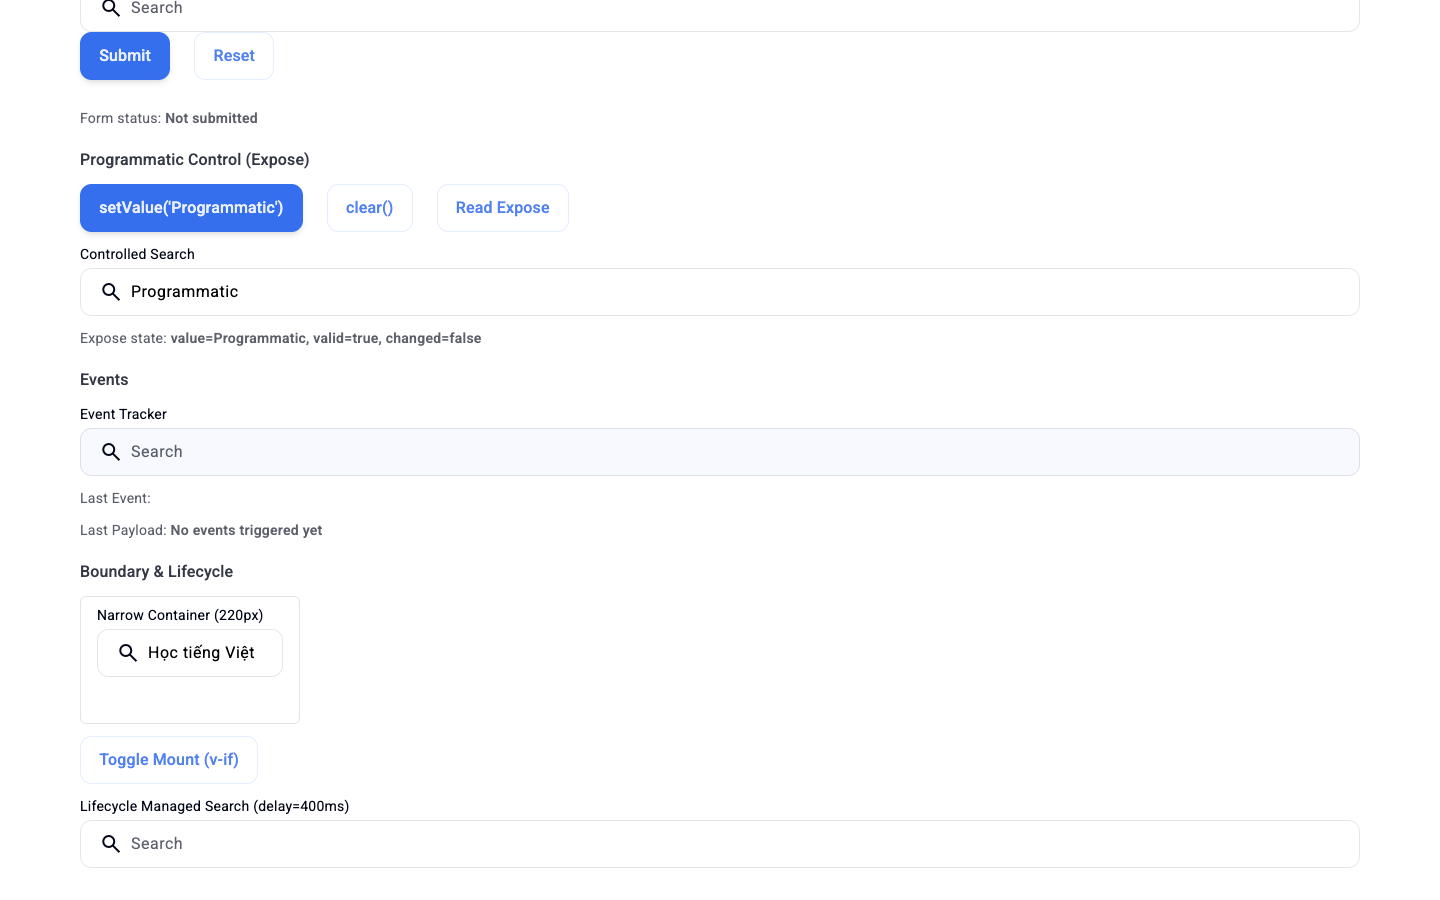 Search
Submit Reset
Form status: Not submitted
Programmatic Control (Expose)
setValue('Programmatic') clear() Read Expose
Controlled Search
Programmatic
Expose state: value=Programmatic, valid=true, changed=false
Events
Event Tracker
Search
Last Event:
Last Payload: No events triggered yet
Boundary & Lifecycle
Narrow Container (220px)
Học tiếng Việt
Toggle Mount (v-if)
Lifecycle Managed Search (delay=400ms)
Search